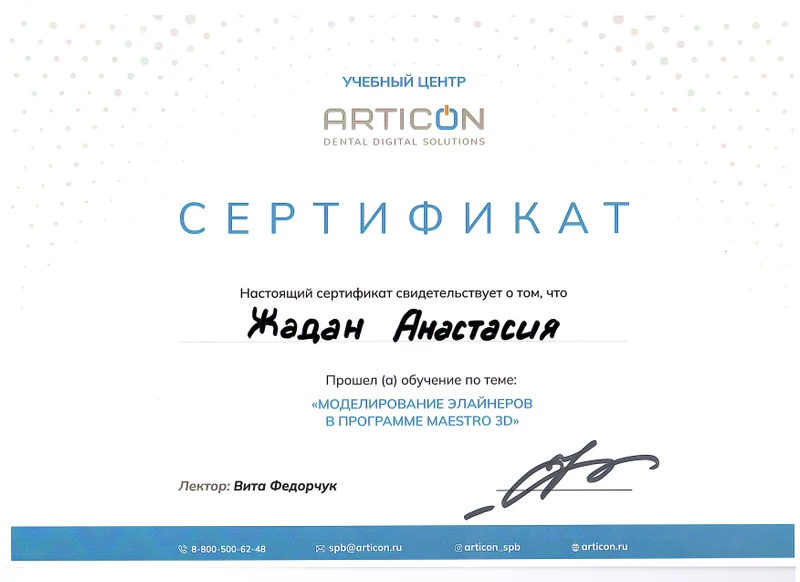 УЧЕБНЫЙ ЦЕНТР
ARTICON
DENTAL DIGITAL SOLUTIONS
СЕРТИФИКАТ
Настоящий сертификат свидетельствует о том, что
Жадан Анастасия
Прошел (а) обучение по теме:
«МОДЕЛИРОВАНИЕ ЭЛАЙНЕРОВ
В ПРОГРАММЕ MAESTRO 3D»
Лектор: Вита Федорчук
8-800-500-62-48 spb@articon.ru articon_spb articon.ru